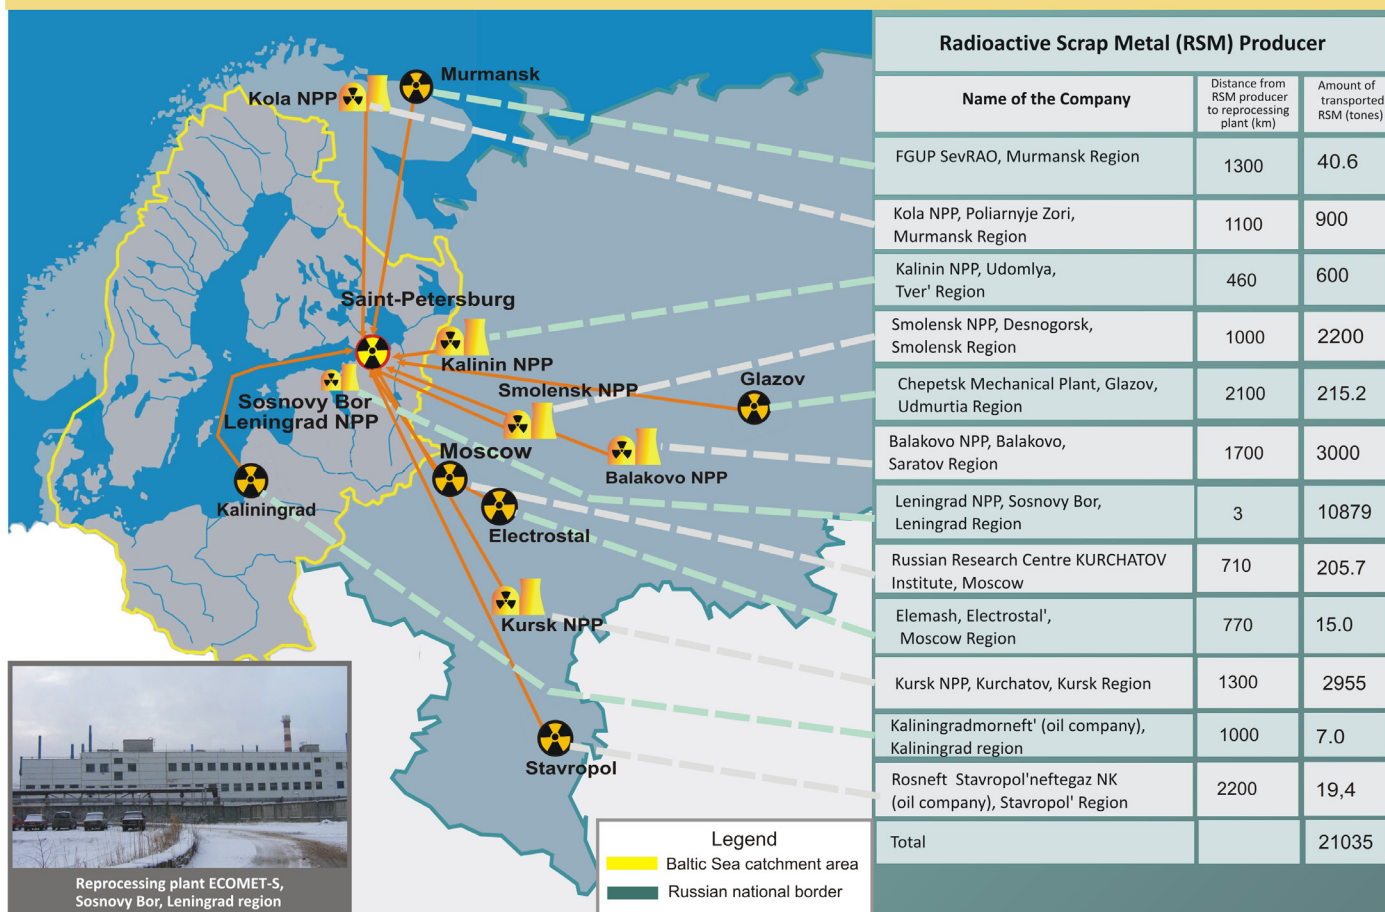 Murmansk
Kola NPP
Saint-Petersburg
Kalinin NPP
Smolensk NPP
Glazov
Sosnovy Bor
Leningrad NPP
Moscow
Balakovo NPP
Kaliningrad
Electrostal
Kursk NPP
Stavropol
Reprocessing plant ECOMET-S,
Sosnovy Bor, Leningrad region
Legend
Baltic Sea catchment area
Russian national border
Radioactive Scrap Metal (RSM) Producer
Name of the Company
Distance from
RSM producer
to reprocessing
plant (km)
Amount of
transported
RSM (tones)
FGUP SevRAO, Murmansk Region
1300
40.6
Kola NPP, Poliarnyje Zori,
Murmansk Region
1100
900
Kalinin NPP, Udomlya,
Tver' Region
460
600
Smolensk NPP, Desnogorsk,
Smolensk Region
1000
2200
Chepetsk Mechanical Plant, Glazov,
Udmurtia Region
2100
215.2
Balakovo NPP, Balakovo,
Saratov Region
1700
3000
Leningrad NPP, Sosnovy Bor,
Leningrad Region
3
10879
Russian Research Centre KURCHATOV
Institute, Moscow
710
205.7
Elemash, Electrostal',
Moscow Region
770
15.0
Kursk NPP, Kurchatov, Kursk Region
1300
2955
Kaliningradmorneft' (oil company),
Kaliningrad region
1000
7.0
Rosneft Stavropol'neftegaz NK
(oil company), Stavropol' Region
2200
19,4
Total
21035